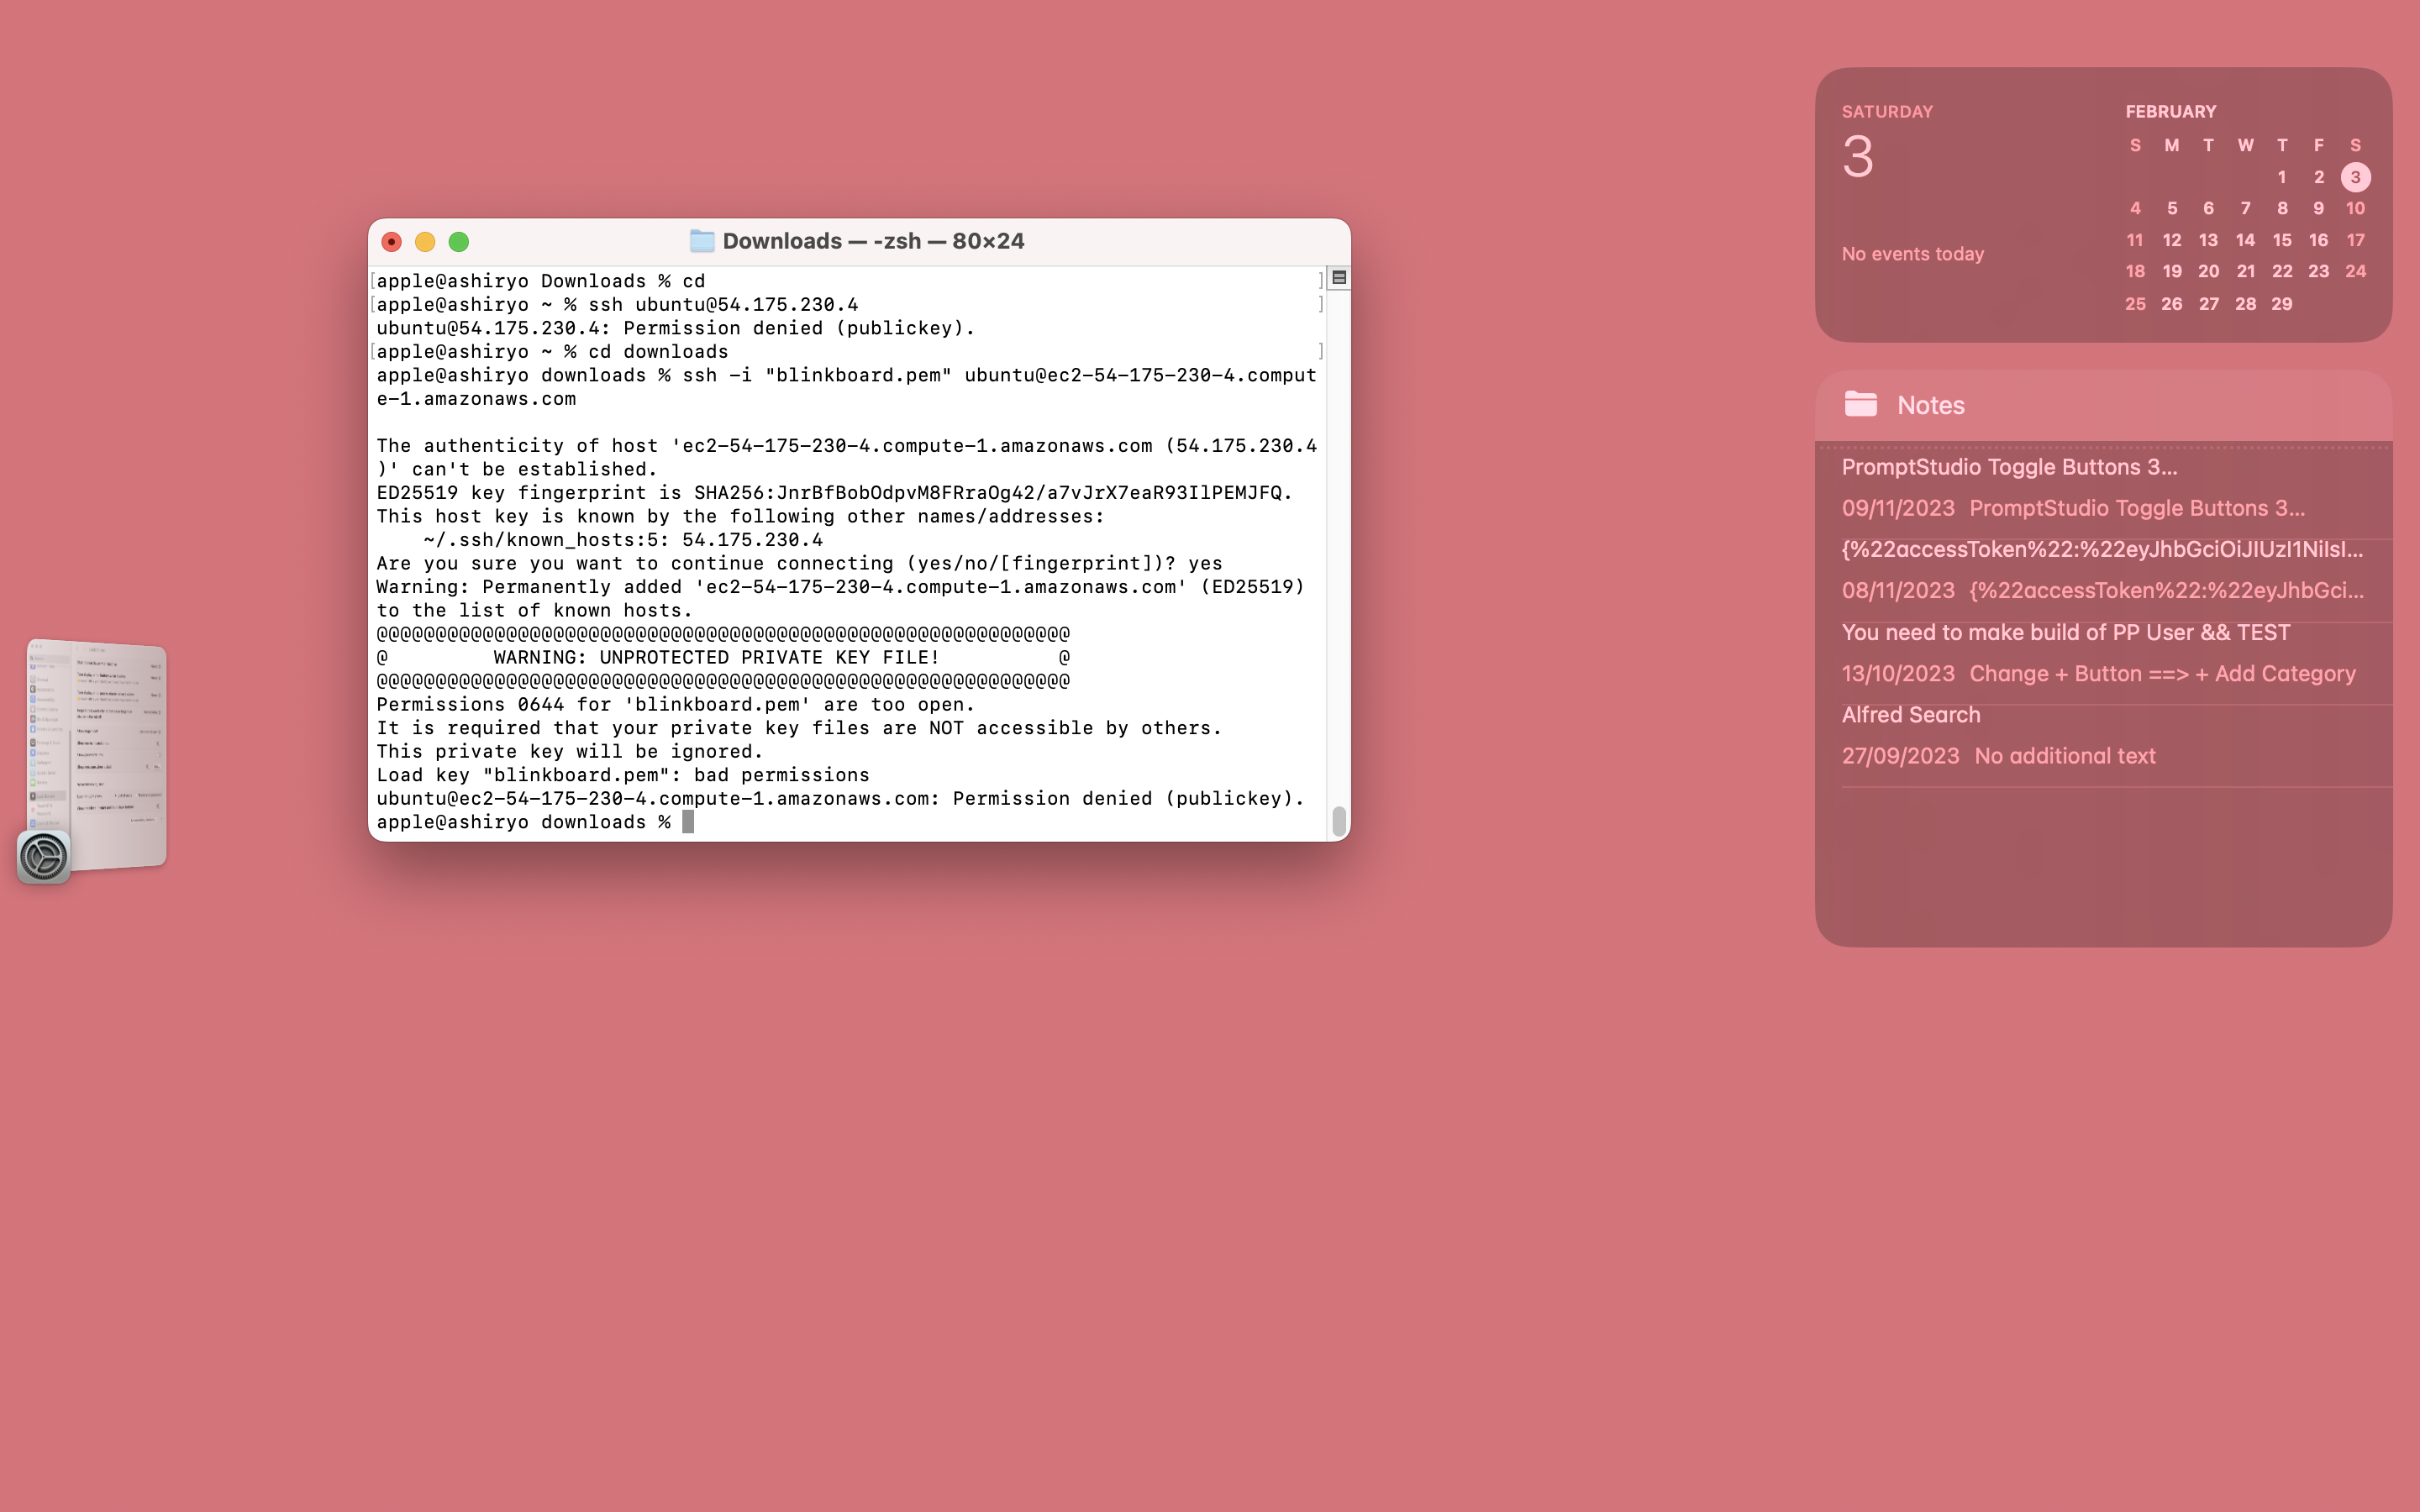 Downloads — -zsh — 80×24
[apple@ashiryo Downloads % cd ]
[apple@ashiryo ~ % ssh ubuntu@54.175.230.4 ]
ubuntu@54.175.230.4: Permission denied (publickey).
[apple@ashiryo ~ % cd downloads ]
apple@ashiryo downloads % ssh -i "blinkboard.pem" ubuntu@ec2-54-175-230-4.comput
e-1.amazonaws.com
The authenticity of host 'ec2-54-175-230-4.compute-1.amazonaws.com (54.175.230.4
)' can't be established.
ED25519 key fingerprint is SHA256:JnrBfBobOdpvM8FRraOg42/a7vJrX7eaR93IlPEMJFQ.
This host key is known by the following other names/addresses:
~/.ssh/known_hosts:5: 54.175.230.4
Are you sure you want to continue connecting (yes/no/[fingerprint])? yes
Warning: Permanently added 'ec2-54-175-230-4.compute-1.amazonaws.com' (ED25519)
to the list of known hosts.
@@@@@@@@@@@@@@@@@@@@@@@@@@@@@@@@@@@@@@@@@@@@@@@@@@@@@@@@@@@
@ WARNING: UNPROTECTED PRIVATE KEY FILE! @
@@@@@@@@@@@@@@@@@@@@@@@@@@@@@@@@@@@@@@@@@@@@@@@@@@@@@@@@@@@
Permissions 0644 for 'blinkboard.pem' are too open.
It is required that your private key files are NOT accessible by others.
This private key will be ignored.
Load key "blinkboard.pem": bad permissions
ubuntu@ec2-54-175-230-4.compute-1.amazonaws.com: Permission denied (publickey).
apple@ashiryo downloads %
SATURDAY
3
No events today
FEBRUARY
S M T W T F S
1 2 3
4 5 6 7 8 9 10
11 12 13 14 15 16 17
18 19 20 21 22 23 24
25 26 27 28 29
Notes
PromptStudio Toggle Buttons 3...
09/11/2023 PromptStudio Toggle Buttons 3...
{%22accessToken%22:%22eyJhbGciOiJIUzI1NiIsI...
08/11/2023 {%22accessToken%22:%22eyJhbGci...
You need to make build of PP User && TEST
13/10/2023 Change + Button ==> + Add Category
Alfred Search
27/09/2023 No additional text